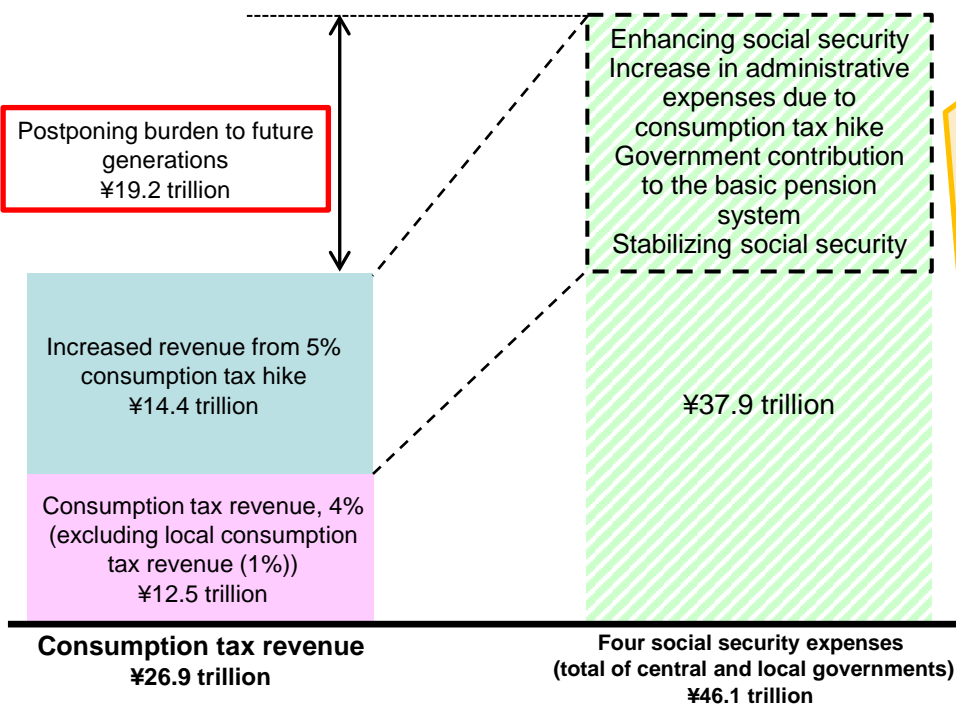 Postponing burden to future
generations
¥19.2 trillion
Increased revenue from 5%
consumption tax hike
¥14.4 trillion
Consumption tax revenue, 4%
(excluding local consumption
tax revenue (1%))
¥12.5 trillion
Consumption tax revenue
¥26.9 trillion
Enhancing social security
Increase in administrative
expenses due to
consumption tax hike
Government contribution
to the basic pension
system
Stabilizing social security
¥37.9 trillion
Four social security expenses
(total of central and local governments)
¥46.1 trillion